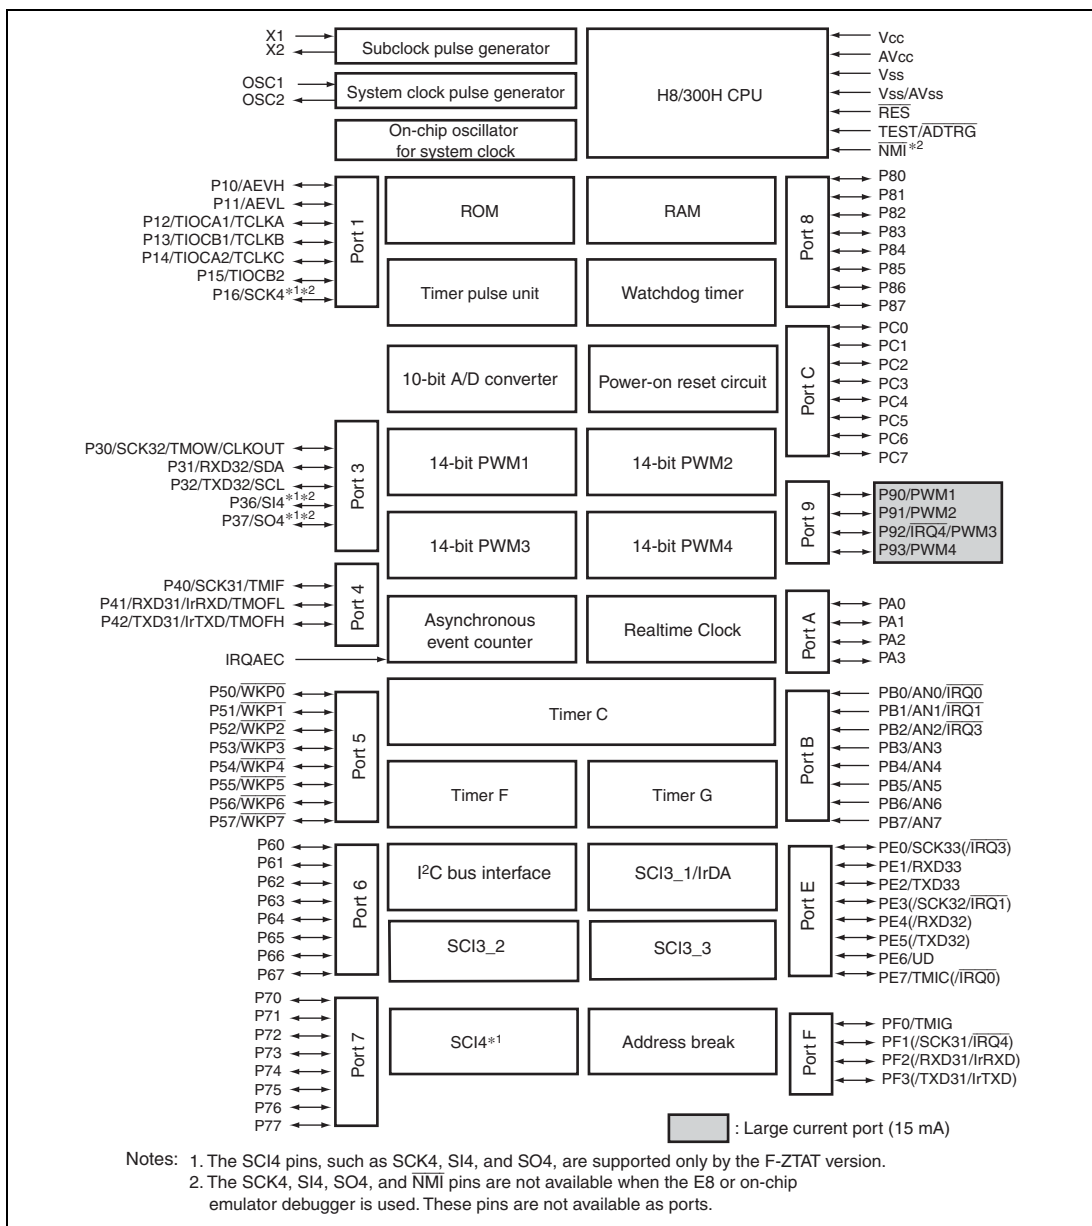 X1
X2
Subclock pulse generator
OSC1
OSC2
System clock pulse generator
On-chip oscillator
for system clock
H8/300H CPU
Vcc
AVcc
Vss
Vss/AVss
RES
TEST/ADTRG
NMI*2
P10/AEVH
P11/AEVL
P12/TIOCA1/TCLKA
P13/TIOCB1/TCLKB
P14/TIOCA2/TCLKC
P15/TIOCB2
P16/SCK4*1*2
Port 1
ROM
RAM
Port 8
P80
P81
P82
P83
P84
P85
P86
P87
Timer pulse unit
Watchdog timer
10-bit A/D converter
Power-on reset circuit
Port C
PC0
PC1
PC2
PC3
PC4
PC5
PC6
PC7
P30/SCK32/TMOW/CLKOUT
P31/RXD32/SDA
P32/TXD32/SCL
P36/SI4*1*2
P37/SO4*1*2
Port 3
14-bit PWM1
14-bit PWM2
14-bit PWM3
14-bit PWM4
Port 9
P90/PWM1
P91/PWM2
P92/IRQ4/PWM3
P93/PWM4
P40/SCK31/TMIF
P41/RXD31/IrRXD/TMOFL
P42/TXD31/IrTXD/TMOFH
Port 4
IRQAEC
Asynchronous
event counter
Realtime Clock
Port A
PA0
PA1
PA2
PA3
P50/WKP0
P51/WKP1
P52/WKP2
P53/WKP3
P54/WKP4
P55/WKP5
P56/WKP6
P57/WKP7
Port 5
Timer C
Timer F
Timer G
Port B
PB0/AN0/IRQ0
PB1/AN1/IRQ1
PB2/AN2/IRQ3
PB3/AN3
PB4/AN4
PB5/AN5
PB6/AN6
PB7/AN7
P60
P61
P62
P63
P64
P65
P66
P67
Port 6
I2C bus interface
SCI3_1/IrDA
SCI3_2
SCI3_3
Port E
PE0/SCK33(/IRQ3)
PE1/RXD33
PE2/TXD33
PE3(/SCK32/IRQ1)
PE4(/RXD32)
PE5(/TXD32)
PE6/UD
PE7/TMIC(/IRQ0)
P70
P71
P72
P73
P74
P75
P76
P77
Port 7
SCI4*1
Address break
Port F
PF0/TMIG
PF1(/SCK31/IRQ4)
PF2(/RXD31/IrRXD)
PF3(/TXD31/IrTXD)
: Large current port (15 mA)
Notes: 1. The SCI4 pins, such as SCK4, SI4, and SO4, are supported only by the F-ZTAT version.
2. The SCK4, SI4, SO4, and NMI pins are not available when the E8 or on-chip
emulator debugger is used. These pins are not available as ports.